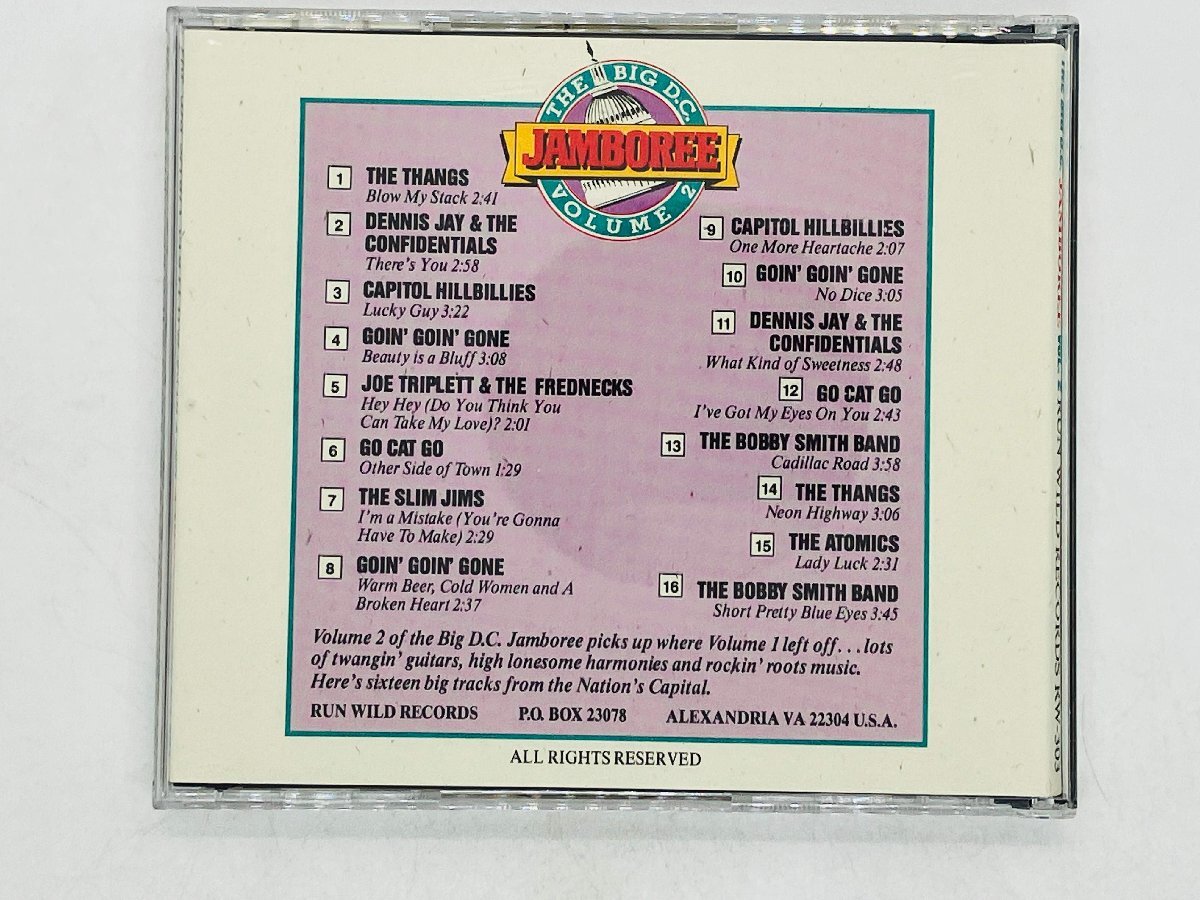 THE BIG D.C.
JAMBOREE
VOLUME 2
1 THE THANGS
Blow My Stack 2:41
2 DENNIS JAY & THE
CONFIDENTIALS
There's You 2:58
3 CAPITOL HILLBILLIES
Lucky Guy 3:22
4 GOIN' GOIN' GONE
Beauty is a Bluff 3:08
5 JOE TRIPLETT & THE FREDNECKS
Hey Hey (Do You Think You
Can Take My Love)? 2:01
6 GO CAT GO
Other Side of Town 1:29
7 THE SLIM JIMS
I'm a Mistake (You're Gonna
Have To Make) 2:29
8 GOIN' GOIN' GONE
Warm Beer, Cold Women and A
Broken Heart 2:37
9 CAPITOL HILLBILLIES
One More Heartache 2:07
10 GOIN' GOIN' GONE
No Dice 3:05
11 DENNIS JAY & THE
CONFIDENTIALS
What Kind of Sweetness 2:48
12 GO CAT GO
I've Got My Eyes On You 2:43
13 THE BOBBY SMITH BAND
Cadillac Road 3:58
14 THE THANGS
Neon Highway 3:06
15 THE ATOMICS
Lady Luck 2:31
16 THE BOBBY SMITH BAND
Short Pretty Blue Eyes 3:45
Volume 2 of the Big D.C. Jamboree picks up where Volume 1 left off...lots
of twangin' guitars, high lonesome harmonies and rockin' roots music.
Here's sixteen big tracks from the Nation's Capital.
RUN WILD RECORDS P.O. BOX 23078 ALEXANDRIA VA 22304 U.S.A.
ALL RIGHTS RESERVED
THE BIG D.C. JAMBOREE VOL. 2 RUN WILD RECORDS RW-303